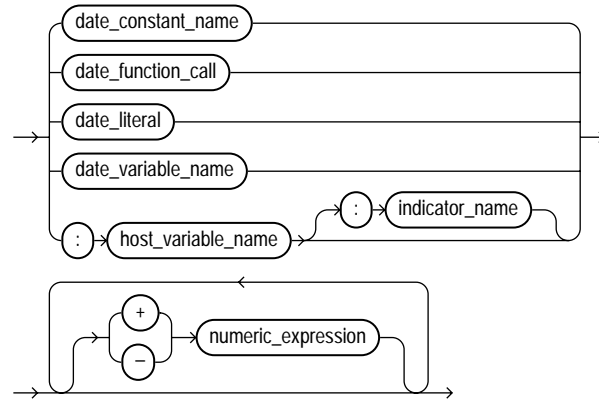 date_constant_name
date_function_call
date_literal
date_variable_name
: host_variable_name : indicator_name
+
− numeric_expression